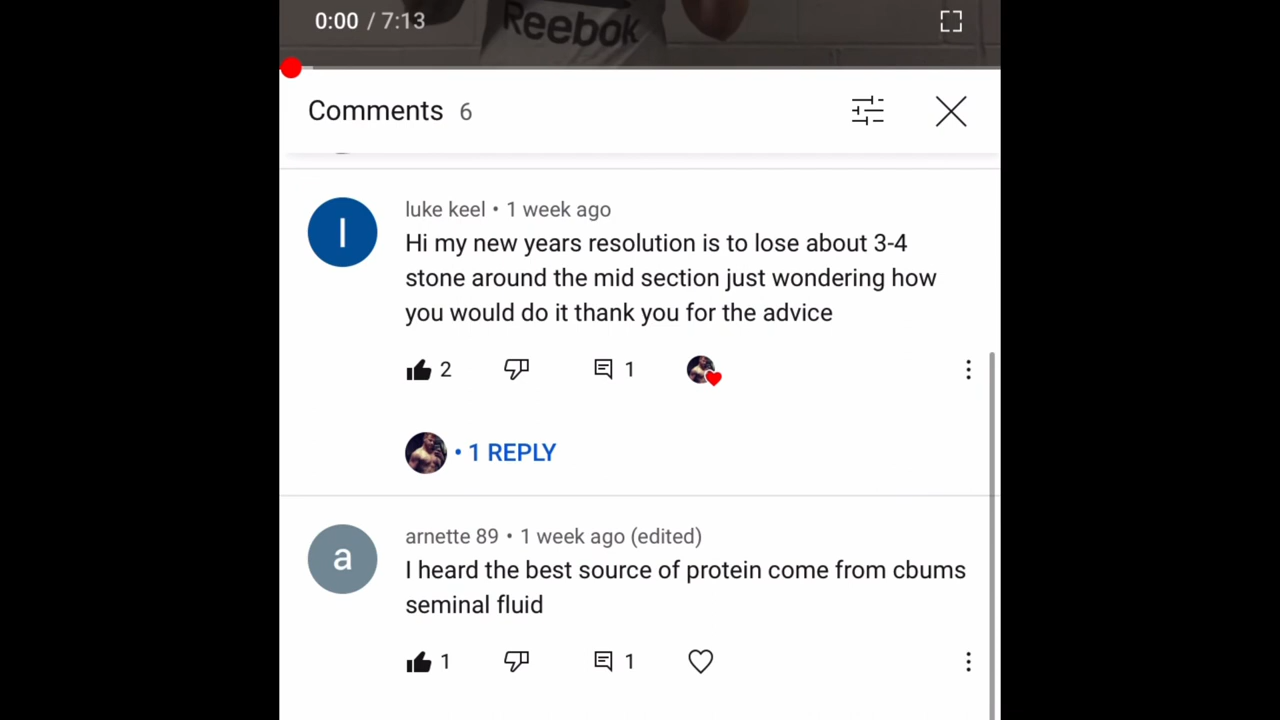 0:00 / 7:13
Reebok
Comments 6
l
luke keel • 1 week ago
Hi my new years resolution is to lose about 3-4
stone around the mid section just wondering how
you would do it thank you for the advice
2
1
• 1 REPLY
a
arnette 89 • 1 week ago (edited)
I heard the best source of protein come from cbums
seminal fluid
1
1